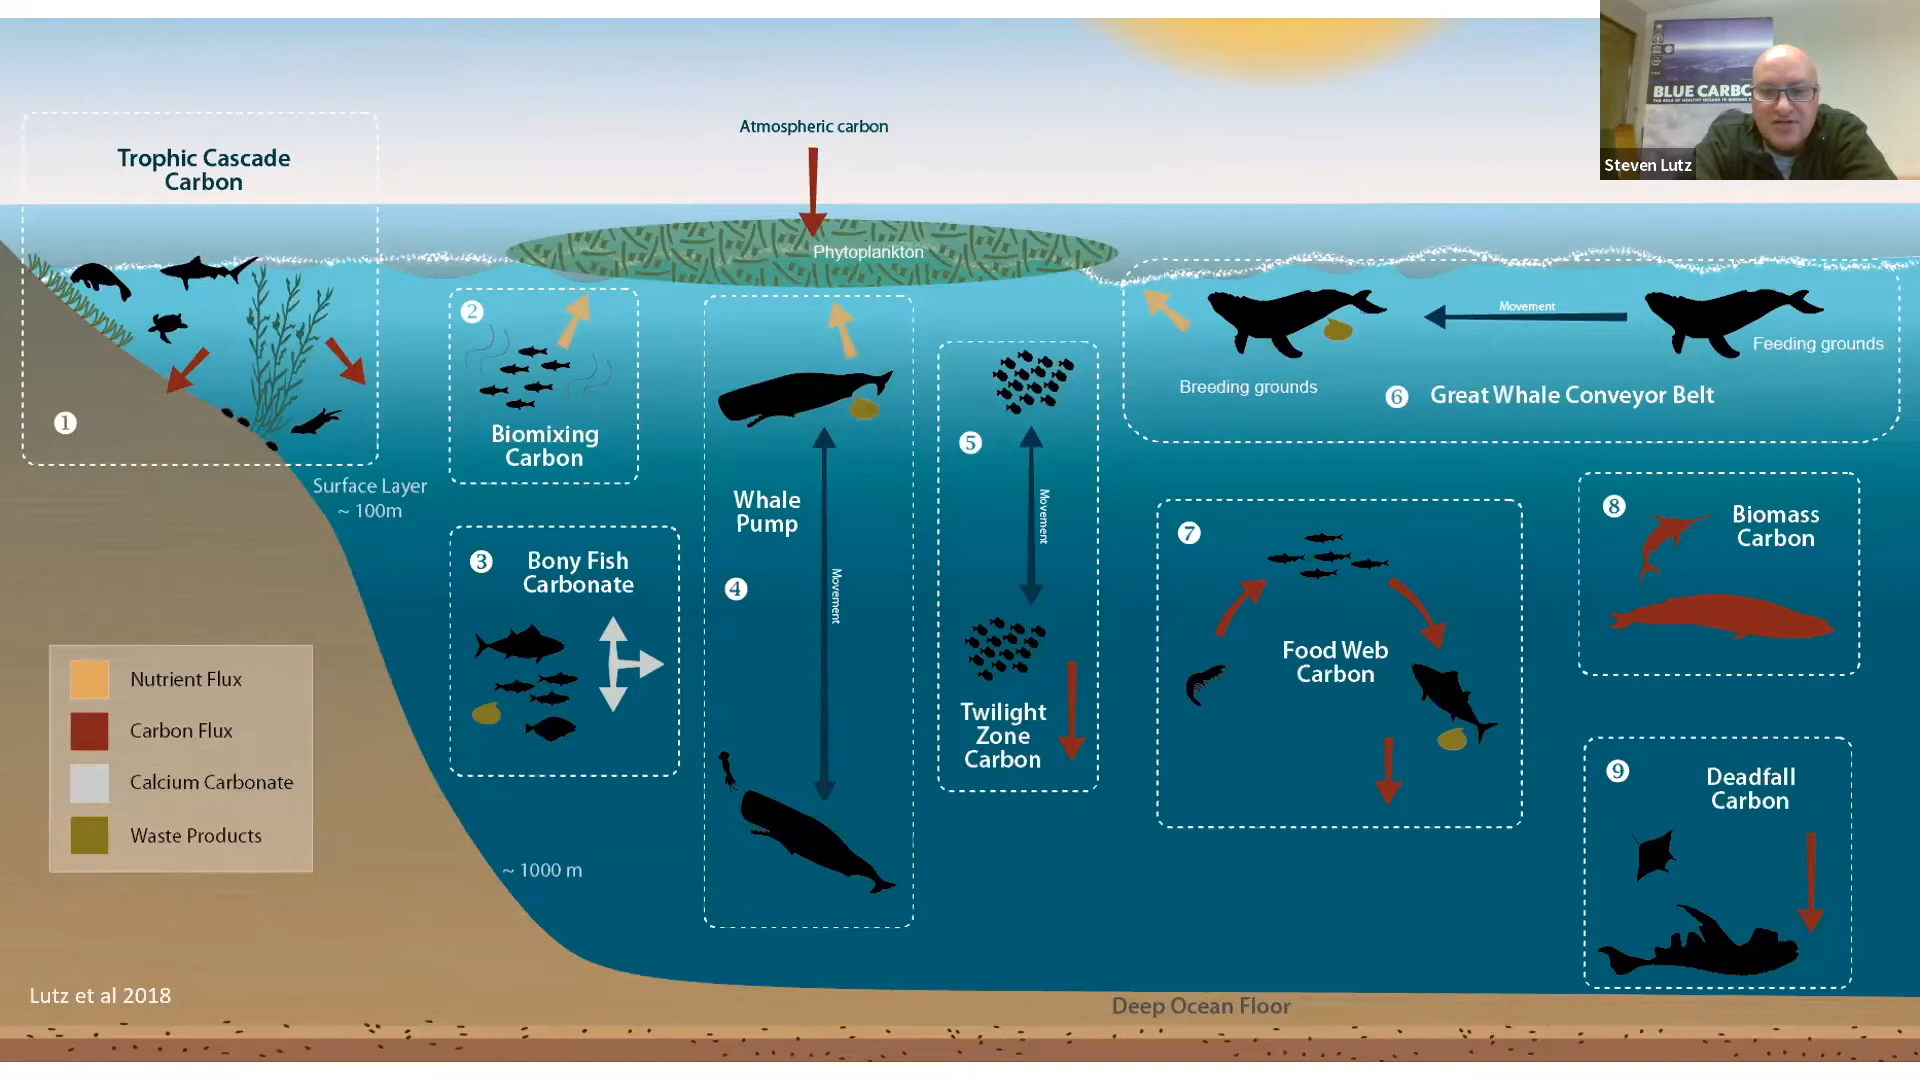 BLUE CARBC
Steven Lutz
Atmospheric carbon
Phytoplankton
Trophic Cascade
Carbon
1
Surface Layer
~ 100m
2
Biomixing
Carbon
3
Bony Fish
Carbonate
Whale
Pump
4
Movement
5
Movement
Twilight
Zone
Carbon
Movement
Feeding grounds
Breeding grounds
6 Great Whale Conveyor Belt
7
Food Web
Carbon
8
Biomass
Carbon
9
Deadfall
Carbon
Nutrient Flux
Carbon Flux
Calcium Carbonate
Waste Products
~ 1000 m
Lutz et al 2018
Deep Ocean Floor